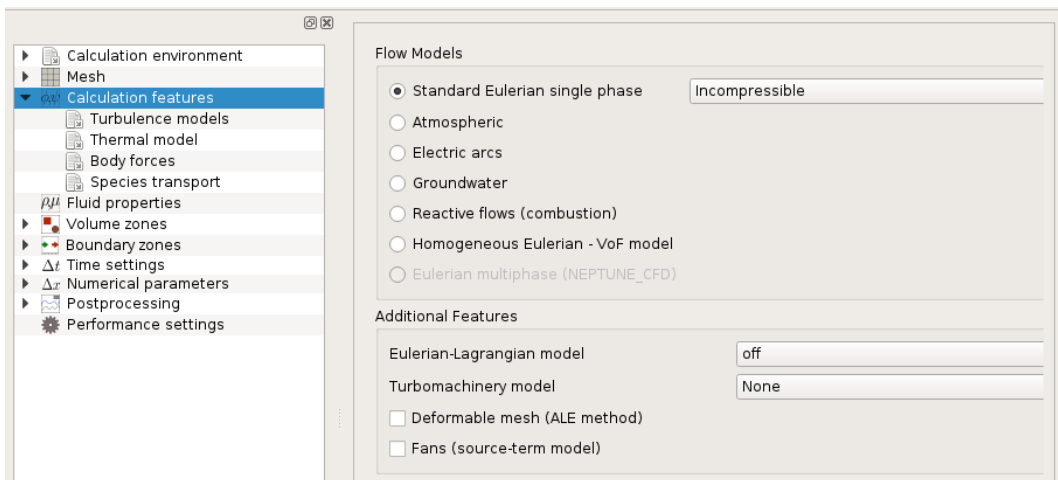 Calculation environment
Mesh
Calculation features
Turbulence models
Thermal model
Body forces
Species transport
ρ,μ Fluid properties
Volume zones
Boundary zones
Δt Time settings
Δx Numerical parameters
Postprocessing
Performance settings
Flow Models
Standard Eulerian single phase Incompressible
Atmospheric
Electric arcs
Groundwater
Reactive flows (combustion)
Homogeneous Eulerian - VoF model
Eulerian multiphase (NEPTUNE_CFD)
Additional Features
Eulerian-Lagrangian model off
Turbomachinery model None
Deformable mesh (ALE method)
Fans (source-term model)